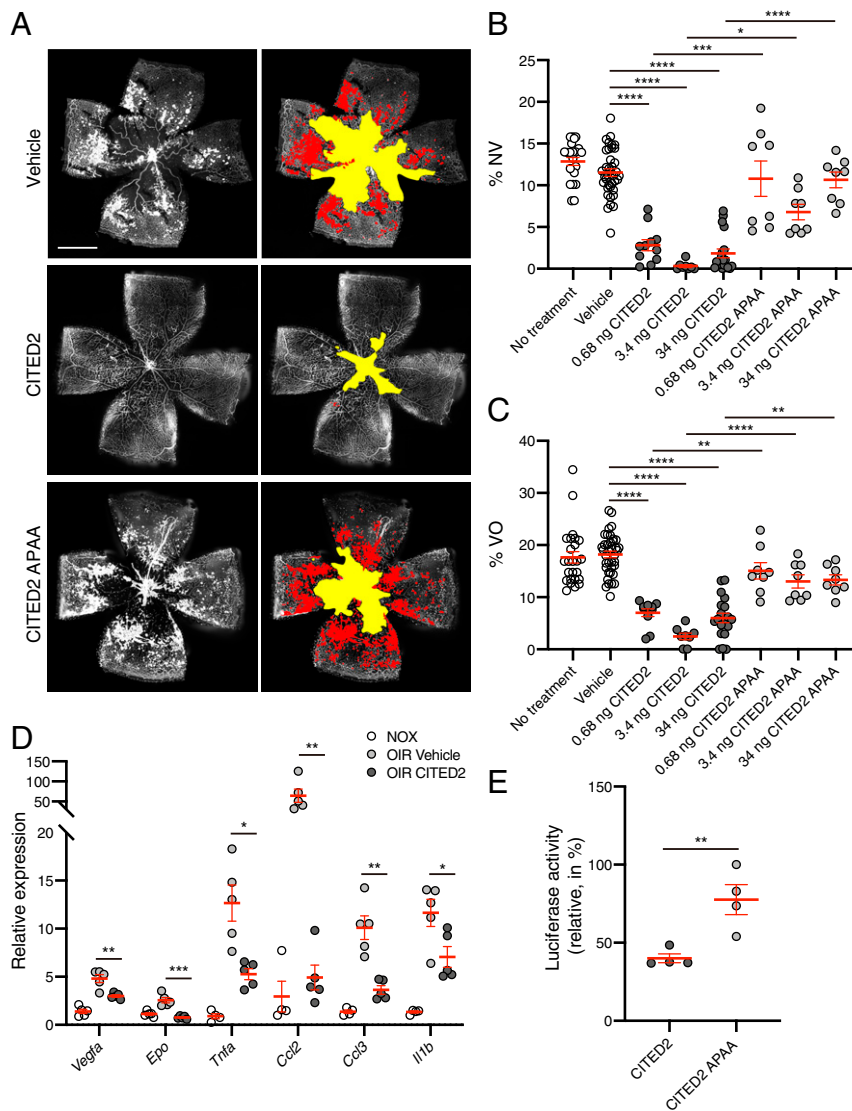 A
Vehicle
CITED2
CITED2 APAA
B
% NV
25
20
15
10
5
0
****
*
***
****
****
****
No treatment
Vehicle
0.68 ng CITED2
3.4 ng CITED2
34 ng CITED2
0.68 ng CITED2 APAA
3.4 ng CITED2 APAA
34 ng CITED2 APAA
C
% VO
40
30
20
10
0
**
****
**
****
****
****
No treatment
Vehicle
0.68 ng CITED2
3.4 ng CITED2
34 ng CITED2
0.68 ng CITED2 APAA
3.4 ng CITED2 APAA
34 ng CITED2 APAA
D
NOX
OIR Vehicle
OIR CITED2
Relative expression
150
100
50
20
15
10
5
0
**
***
*
**
**
*
Vegfa
Epo
Tnfa
Ccl2
Ccl3
Il1b
E
Luciferase activity
(relative, in %)
150
100
50
0
**
CITED2
CITED2 APAA